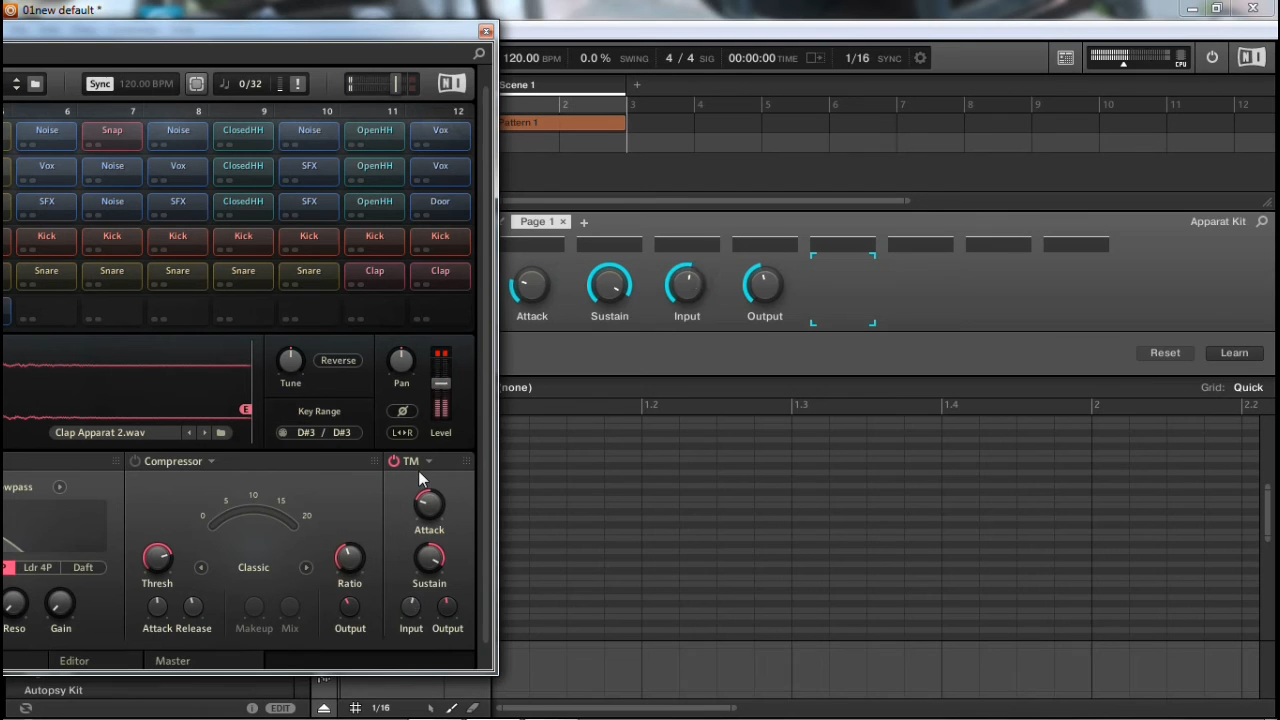 01new default *
Sync 120.00 BPM 0/32 !
120.00 BPM 0.0 % SWING 4 / 4 SIG 00:00:00 TIME 1/16 SYNC
CPU
Scene 1 +
6 7 8 9 10 11 12
2 3 4 5 6 7 8 9 10 11 12
Pattern 1
Noise Snap Noise ClosedHH Noise OpenHH Vox
Vox Noise Vox ClosedHH SFX OpenHH Vox
SFX Noise SFX ClosedHH SFX OpenHH Door
Kick Kick Kick Kick Kick Kick Kick
Snare Snare Snare Snare Snare Clap Clap
Page 1 × +
Apparat Kit
Attack Sustain Input Output
Reset Learn
Tune Reverse Pan
Key Range
E
Clap Apparat 2.wav
D#3 / D#3 L R Level
(none) Grid: Quick
1.2 1.3 1.4 2 2.2
Compressor TM
wpass
0 5 10 15 20
Attack
Ldr 4P Daft
Thresh Classic Ratio Sustain
Reso Gain Attack Release Makeup Mix Output Input Output
Editor Master
Autopsy Kit
EDIT 1/16